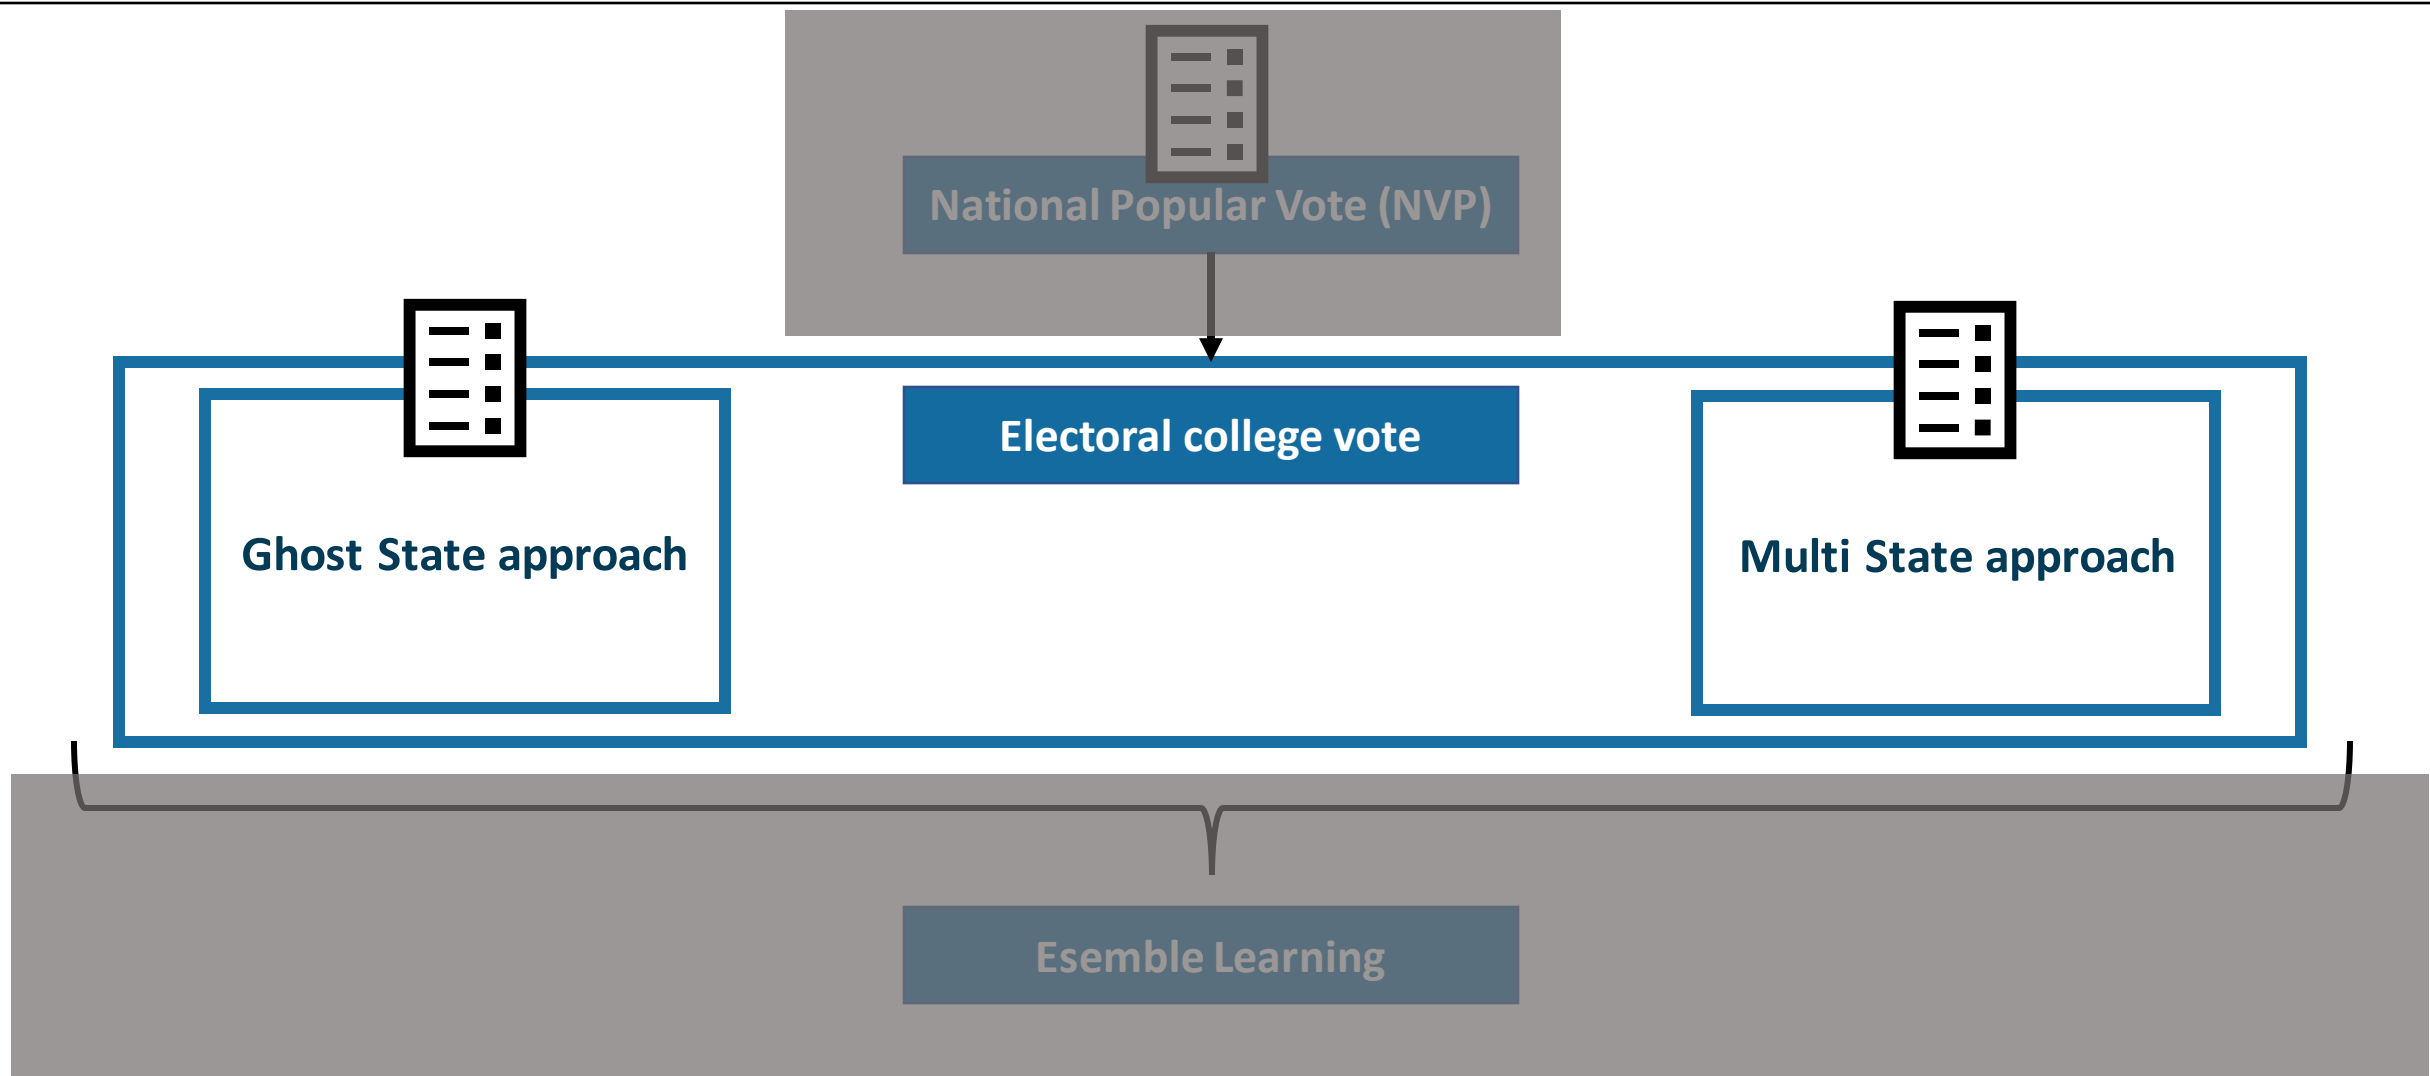 National Popular Vote (NVP)
Electoral college vote
Ghost State approach
Multi State approach
Esemble Learning